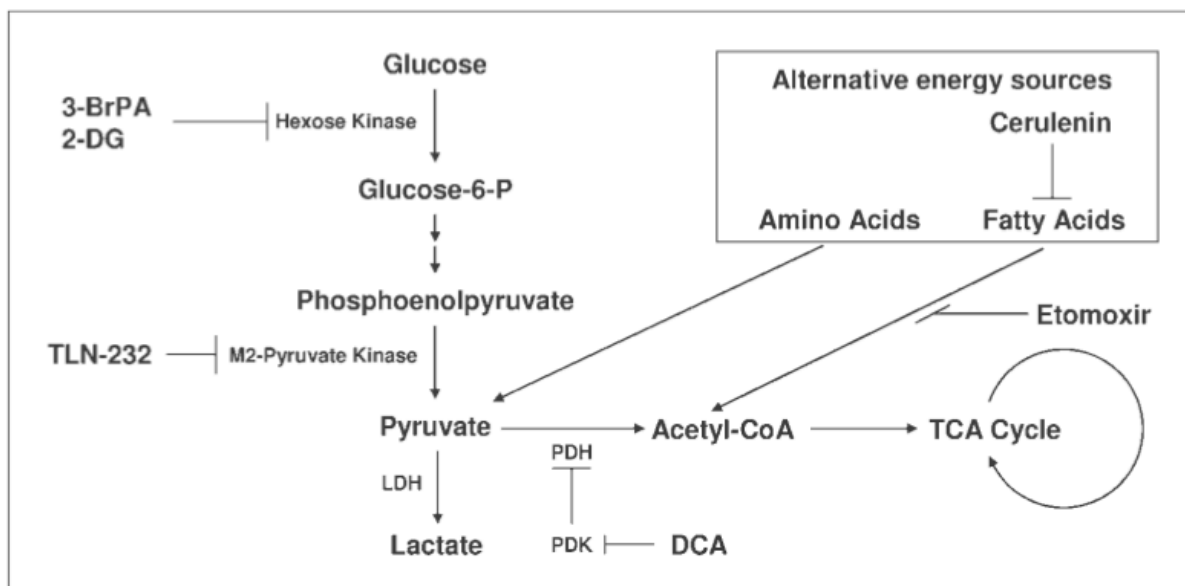 Glucose
Alternative energy sources
3-BrPA
2-DG
Hexose Kinase
Cerulenin
Glucose-6-P
Amino Acids
Fatty Acids
Phosphoenolpyruvate
Etomoxir
TLN-232
M2-Pyruvate Kinase
Pyruvate
Acetyl-CoA
TCA Cycle
PDH
LDH
Lactate
PDK
DCA